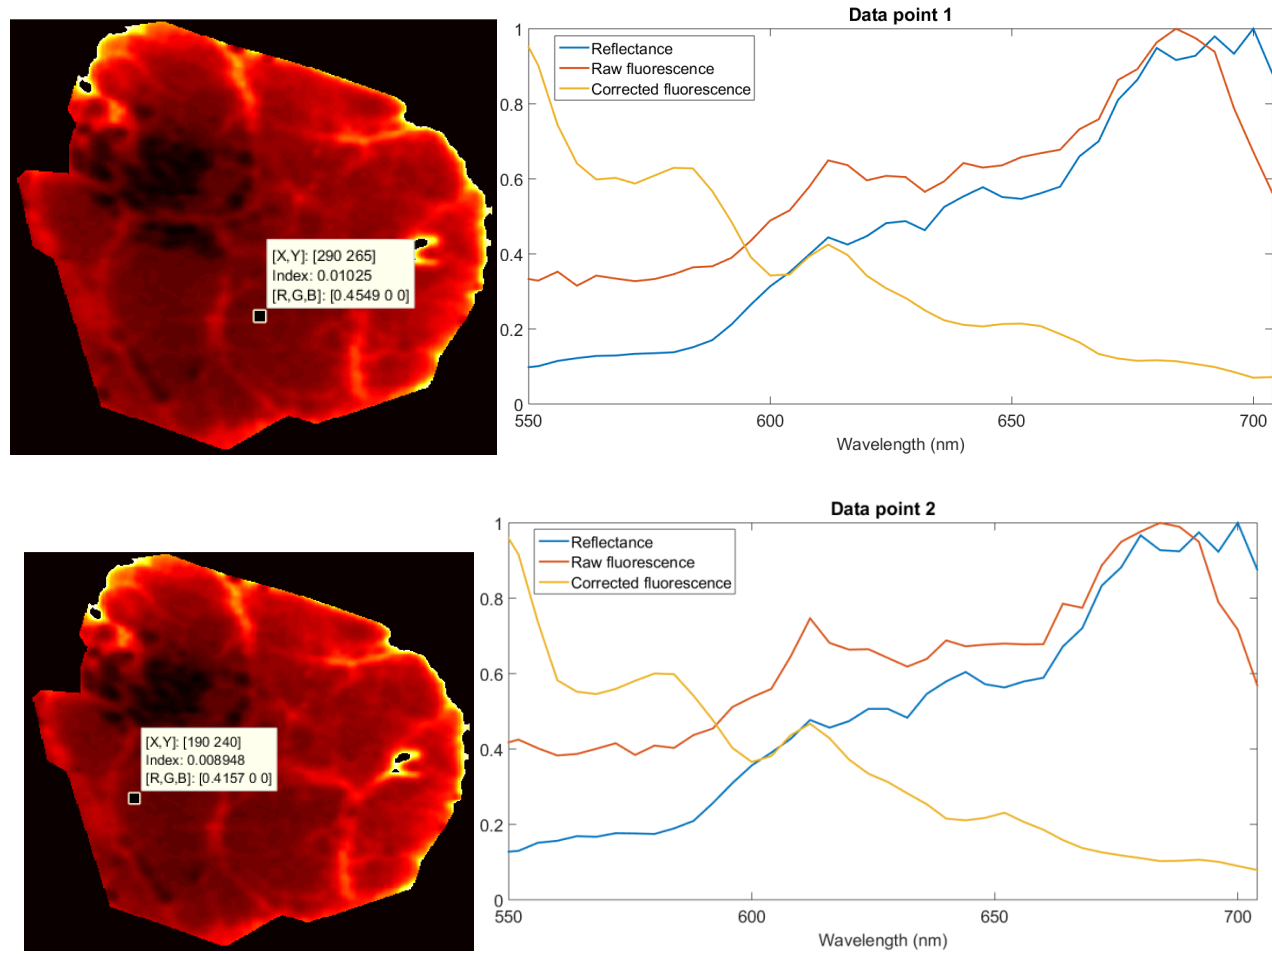 Data point 1
1
0.8
0.6
0.4
0.2
0
Reflectance
Raw fluorescence
Corrected fluorescence
[X,Y]: [290 265]
Index: 0.01025
[R,G,B]: [0.4549 0 0]
550
600
650
700
Wavelength (nm)
Data point 2
1
0.8
0.6
0.4
0.2
0
Reflectance
Raw fluorescence
Corrected fluorescence
[X,Y]: [190 240]
Index: 0.008948
[R,G,B]: [0.4157 0 0]
550
600
650
700
Wavelength (nm)